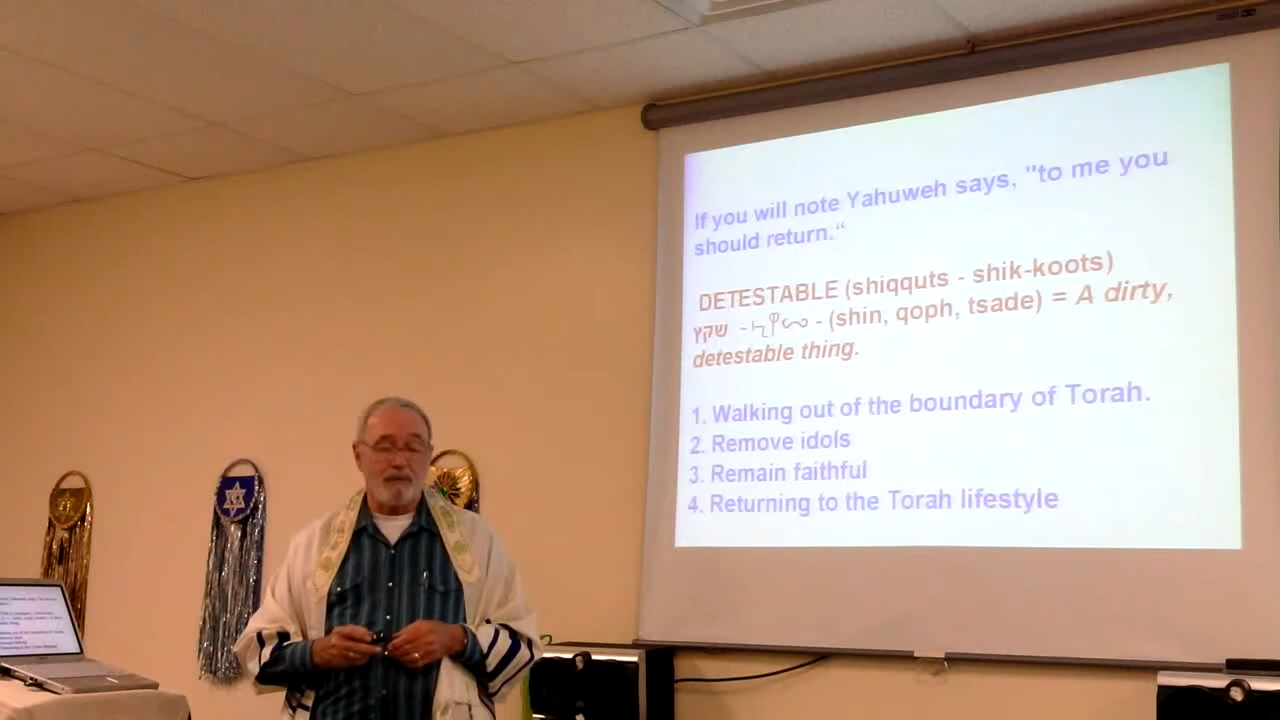 If you will note Yahuweh says, "to me you
should return."
DETESTABLE (shiqquts - shik-koots)
שקץ - - (shin, qoph, tsade) = A dirty,
detestable thing.
1. Walking out of the boundary of Torah.
2. Remove idols
3. Remain faithful
4. Returning to the Torah lifestyle